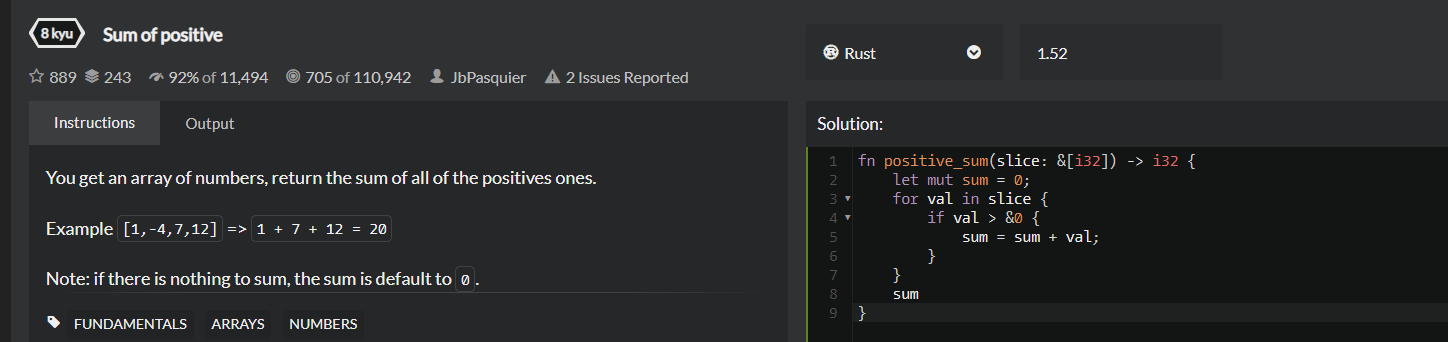 8 kyu Sum of positive
889 243 92% of 11,494 705 of 110,942 JbPasquier 2 Issues Reported
Instructions Output
You get an array of numbers, return the sum of all of the positives ones.
Example [1,-4,7,12] => 1 + 7 + 12 = 20
Note: if there is nothing to sum, the sum is default to 0.
FUNDAMENTALS ARRAYS NUMBERS
Rust 1.52
Solution:
1 fn positive_sum(slice: &[i32]) -> i32 {
2 let mut sum = 0;
3 for val in slice {
4 if val > &0 {
5 sum = sum + val;
6 }
7 }
8 sum
9 }